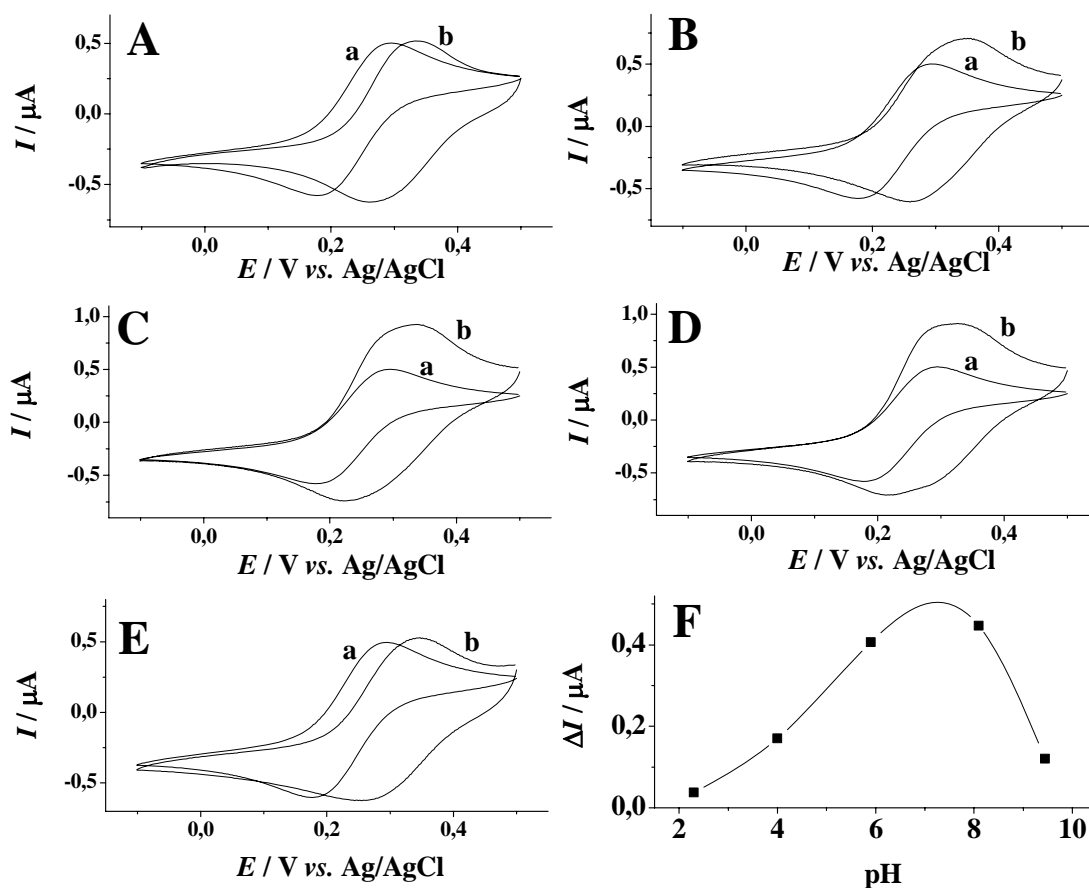 A
a
b
0,5
0,0
-0,5
I / µA
0,0 0,2 0,4
E / V vs. Ag/AgCl
B
b
a
0,5
0,0
-0,5
I / µA
0,0 0,2 0,4
E / V vs. Ag/AgCl
C
b
a
1,0
0,5
0,0
-0,5
I / µA
0,0 0,2 0,4
E / V vs. Ag/AgCl
D
b
a
1,0
0,5
0,0
-0,5
I / µA
0,0 0,2 0,4
E / V vs. Ag/AgCl
E
a
b
0,5
0,0
-0,5
I / µA
0,0 0,2 0,4
E / V vs. Ag/AgCl
F
0,4
0,2
0,0
ΔI / µA
2 4 6 8 10
pH